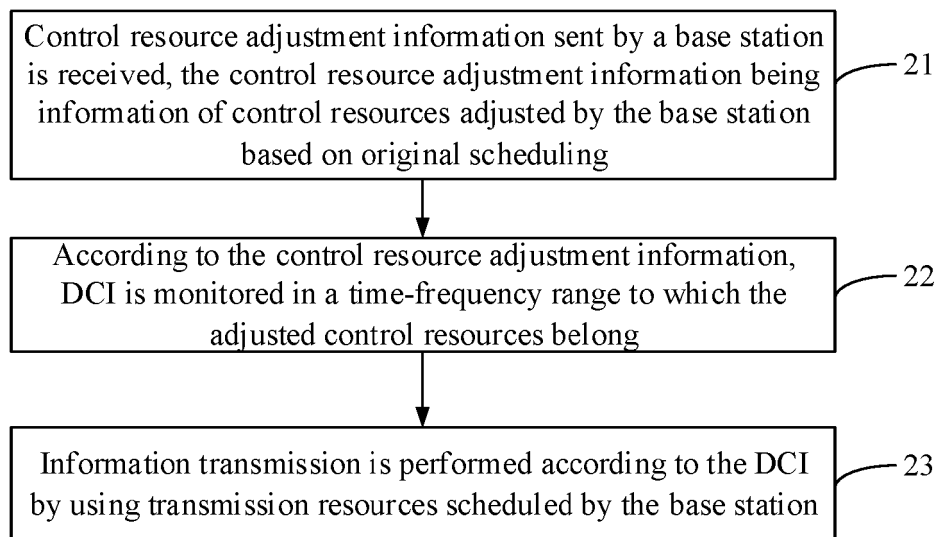 Control resource adjustment information sent by a base station
is received, the control resource adjustment information being
information of control resources adjusted by the base station
based on original scheduling
21
According to the control resource adjustment information,
DCI is monitored in a time-frequency range to which the
adjusted control resources belong
22
Information transmission is performed according to the DCI
by using transmission resources scheduled by the base station
23